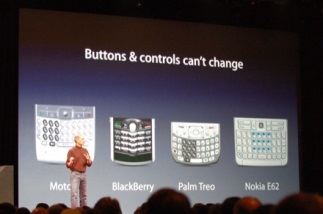 Buttons & controls can't change
Moto
BlackBerry
Palm Treo
Nokia E62